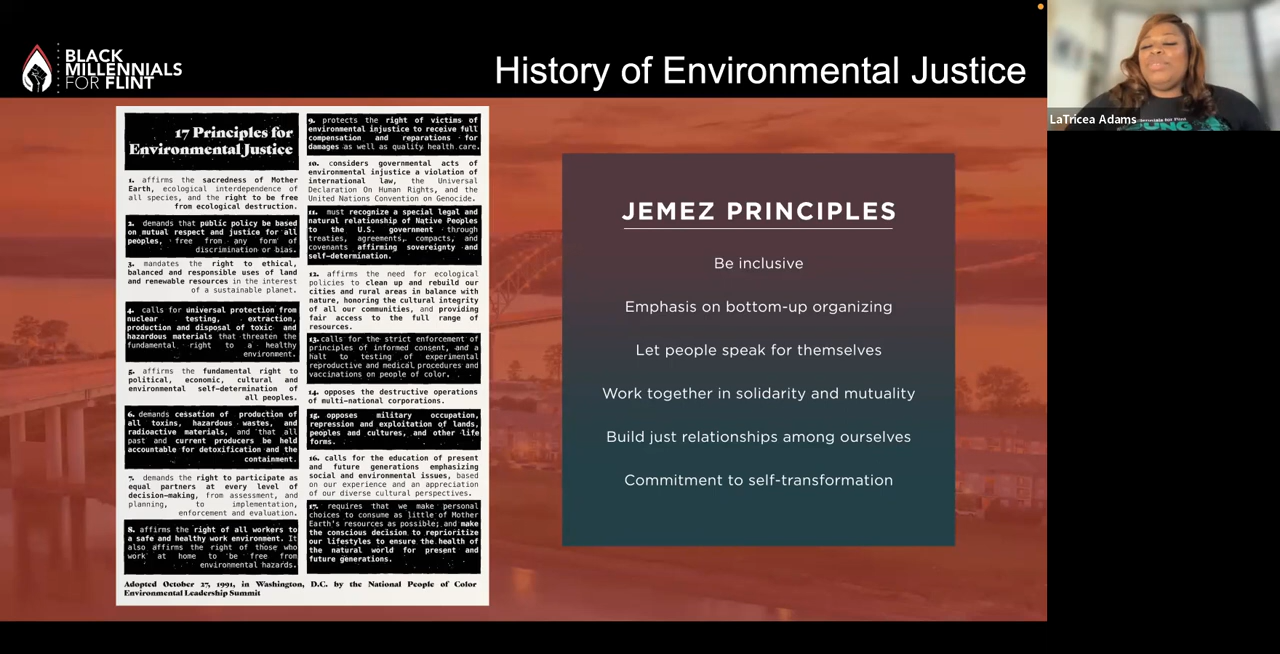 BLACK
MILLENNIALS
FOR FLINT
History of Environmental Justice
17 Principles for
Environmental Justice
1. affirms the sacredness of Mother
Earth, ecological interdependence of
all species, and the right to be free
from ecological destruction.
2. demands that public policy be based
on mutual respect and justice for all
peoples, free from any form of
discrimination or bias.
3. mandates the right to ethical,
balanced and responsible uses of land
and renewable resources in the interest
of a sustainable planet.
4. calls for universal protection from
nuclear testing, extraction,
production and disposal of toxic and
hazardous materials that threaten the
fundamental right to a healthy
environment.
5. affirms the fundamental right to
political, economic, cultural and
environmental self-determination of
all peoples.
6. demands cessation of production of
all toxins, hazardous wastes, and
radioactive materials, and that all
past and current producers be held
accountable for detoxification and the
containment.
7. demands the right to participate as
equal partners at every level of
decision-making, from assessment, and
planning, to implementation,
enforcement and evaluation.
8. affirms the right of all workers to
a safe and healthy work environment. It
also affirms the right of those who
work at home to be free from
environmental hazards.
9. protects the right of victims of
environmental injustice to receive full
compensation and reparations for
damages as well as quality health care.
10. considers governmental acts of
environmental injustice a violation of
international law, the Universal
Declaration On Human Rights, and the
United Nations Convention on Genocide.
11. must recognize a special legal and
natural relationship of Native Peoples
to the U.S. government through
treaties, agreements, compacts, and
covenants affirming sovereignty and
self-determination.
12. affirms the need for ecological
policies to clean up and rebuild our
cities and rural areas in balance with
nature, honoring the cultural integrity
of all our communities, and providing
fair access to the full range of
resources.
13. calls for the strict enforcement of
principles of informed consent, and a
halt to testing of experimental
reproductive and medical procedures and
vaccinations on people of color.
14. opposes the destructive operations
of multi-national corporations.
15. opposes military occupation,
repression and exploitation of lands,
peoples and cultures, and other life
forms.
16. calls for the education of present
and future generations emphasizing
social and environmental issues, based
on our experience and an appreciation
of our diverse cultural perspectives.
17. requires that we make personal
choices to consume as little of Mother
Earth's resources as possible; and make
the conscious decision to reprioritize
our lifestyles to ensure the health of
the natural world for present and
future generations.
Adopted October 27, 1991, in Washington, D.C. by the National People of Color
Environmental Leadership Summit
JEMEZ PRINCIPLES
Be inclusive
Emphasis on bottom-up organizing
Let people speak for themselves
Work together in solidarity and mutuality
Build just relationships among ourselves
Commitment to self-transformation
LaTricea Adams